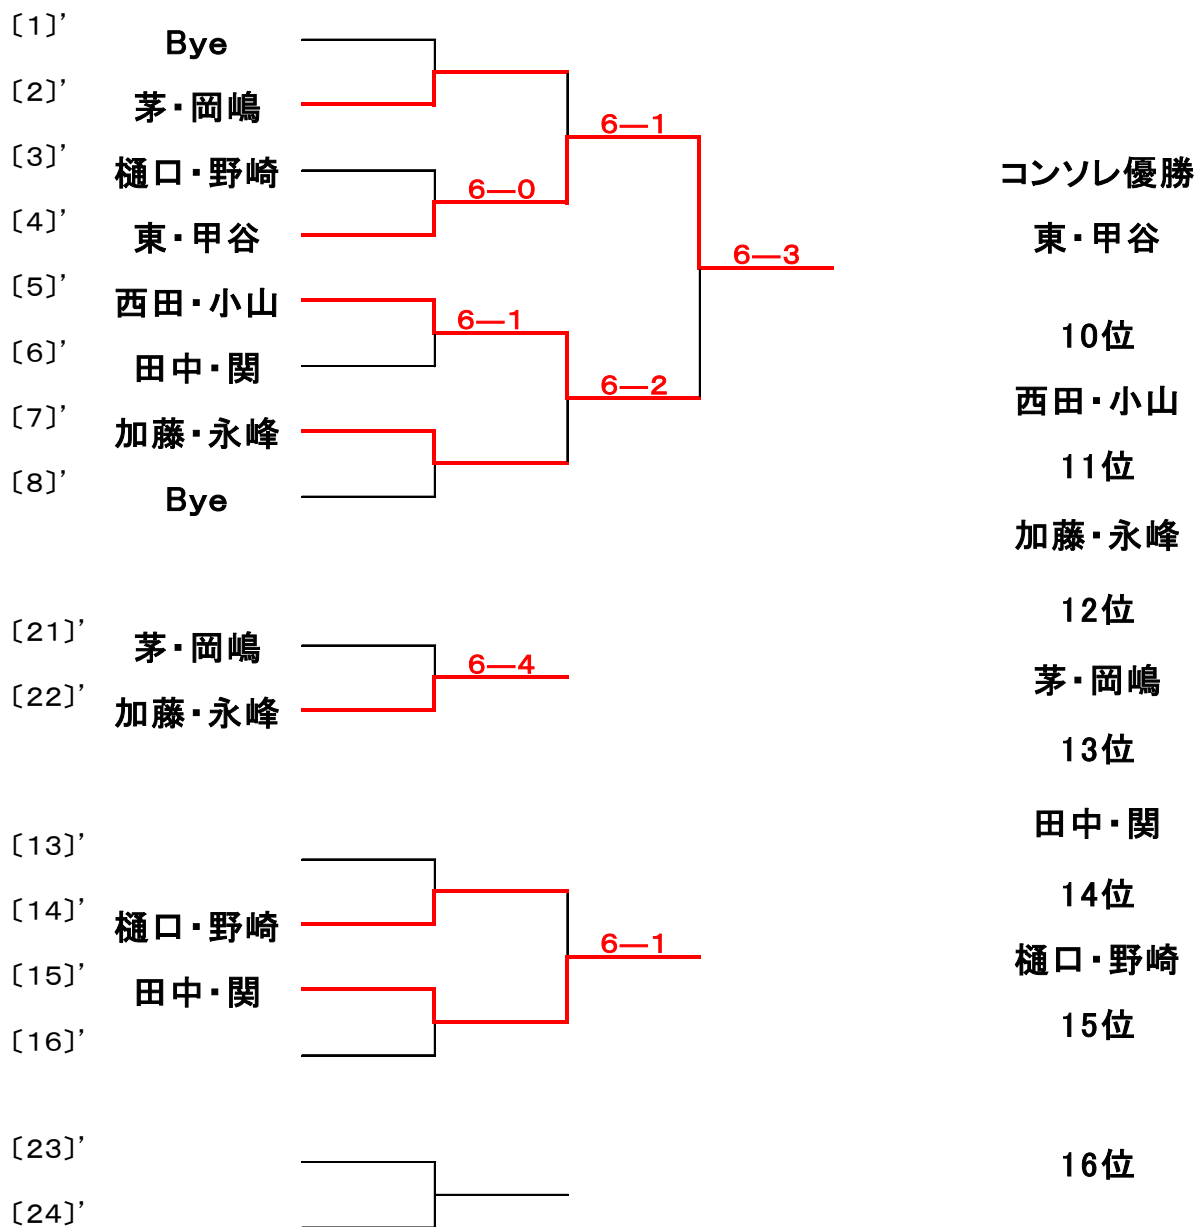 〔1〕’ Bye
〔2〕’ 茅・岡嶋
6―1
〔3〕’ 樋口・野崎
コンソレ優勝
6―0
〔4〕’ 東・甲谷
東・甲谷
6―3
〔5〕’ 西田・小山
6―1
10位
〔6〕’ 田中・関
6―2
西田・小山
〔7〕’ 加藤・永峰
11位
〔8〕’ Bye
加藤・永峰
12位
〔21〕’ 茅・岡嶋
6―4
茅・岡嶋
〔22〕’ 加藤・永峰
13位
田中・関
〔13〕’
14位
〔14〕’ 樋口・野崎
6―1
樋口・野崎
〔15〕’ 田中・関
15位
〔16〕’
〔23〕’
16位
〔24〕’